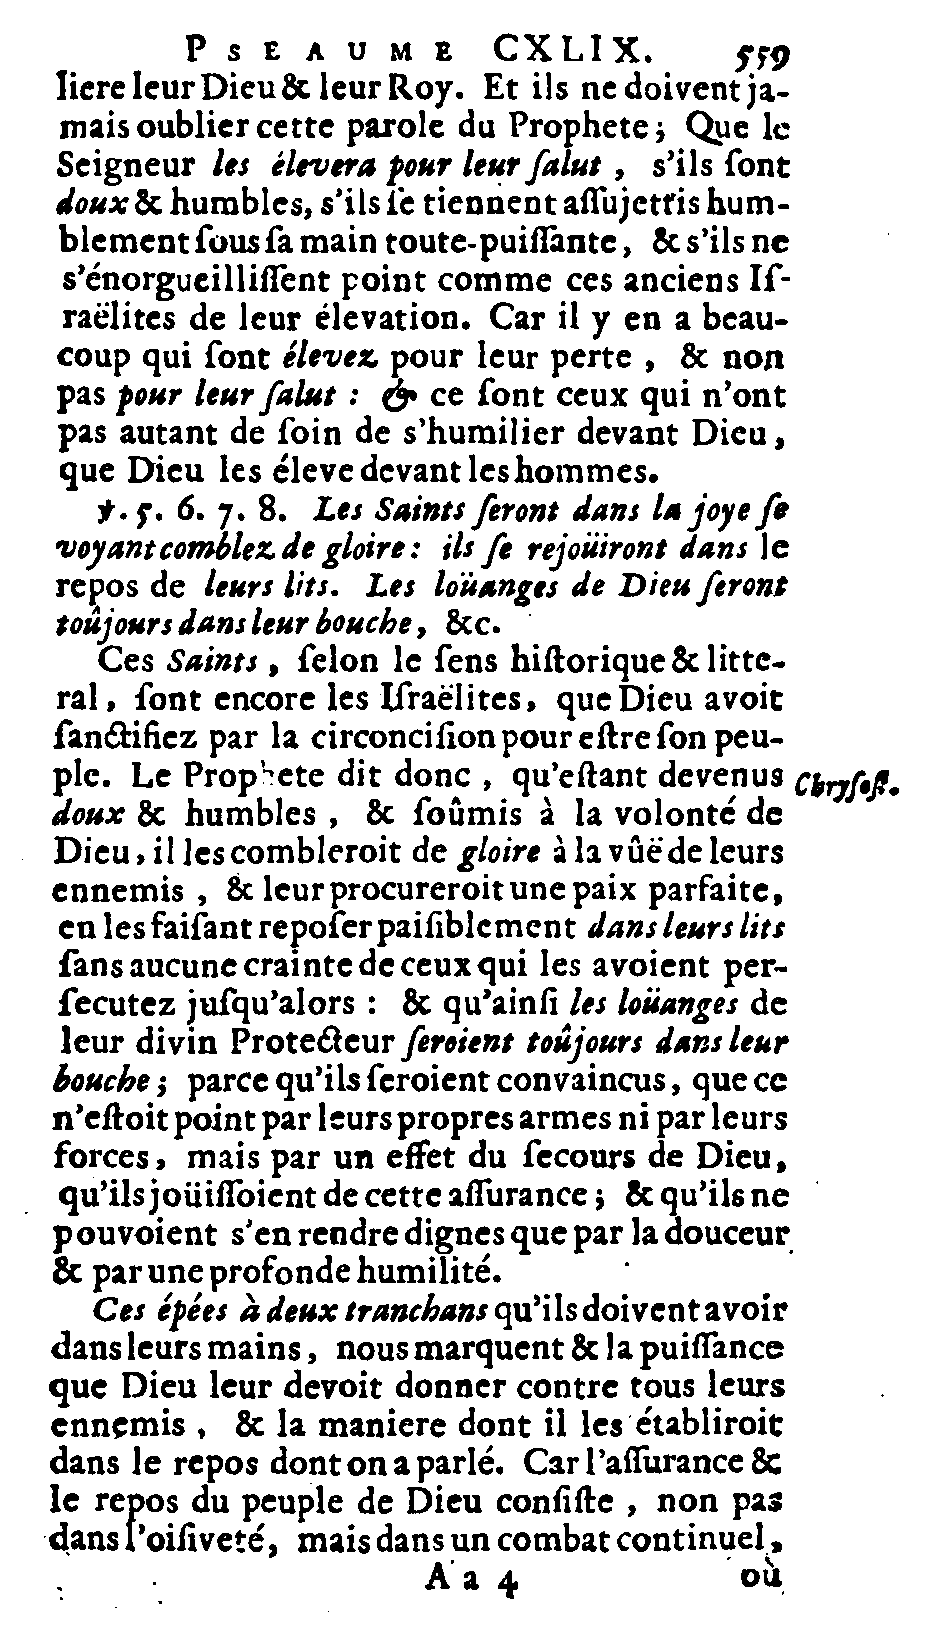 PSEAUME CXLIX. 559
liere leur Dieu & leur Roy. Et ils ne doivent ja-
mais oublier cette parole du Prophete; Que le
Seigneur les élevera pour leur ſalut, s'ils ſont
doux & humbles, s'ils ſe tiennent aſſujettis hum-
blement ſous ſa main toute-puiſſante, & s'ils ne
s'énorgueilliſſent point comme ces anciens Iſ-
raëlites de leur élevation. Car il y en a beau-
coup qui ſont élevez pour leur perte, & non
pas pour leur ſalut : & ce ſont ceux qui n'ont
pas autant de ſoin de s'humilier devant Dieu,
que Dieu les éleve devant les hommes.
℣. 5. 6. 7. 8. Les Saints ſeront dans la joye ſe
voyant comblez de gloire: ils ſe rejoüiront dans le
repos de leurs lits. Les loüanges de Dieu ſeront
toûjours dans leur bouche, &c.
Ces Saints, ſelon le ſens hiſtorique & litte-
ral, ſont encore les Iſraëlites, que Dieu avoit
ſanctifiez par la circonciſion pour eſtre ſon peu-
ple. Le Prophete dit donc, qu'eſtant devenus
doux & humbles, & ſoûmis à la volonté de
Chryſoſt.
Dieu, il les combleroit de gloire à la vûë de leurs
ennemis, & leur procureroit une paix parfaite,
en les faiſant repoſer paiſiblement dans leurs lits
ſans aucune crainte de ceux qui les avoient per-
ſecutez juſqu'alors : & qu'ainſi les loüanges de
leur divin Protecteur ſeroient toûjours dans leur
bouche; parce qu'ils ſeroient convaincus, que ce
n'eſtoit point par leurs propres armes ni par leurs
forces, mais par un effet du ſecours de Dieu,
qu'ils joüiſſoient de cette aſſurance; & qu'ils ne
pouvoient s'en rendre dignes que par la douceur
& par une profonde humilité.
Ces épées à deux tranchans qu'ils doivent avoir
dans leurs mains, nous marquent & la puiſſance
que Dieu leur devoit donner contre tous leurs
ennemis, & la maniere dont il les établiroit
dans le repos dont on a parlé. Car l'aſſurance &
le repos du peuple de Dieu conſiſte, non pas
dans l'oiſiveté, mais dans un combat continuel,
A a 4 où